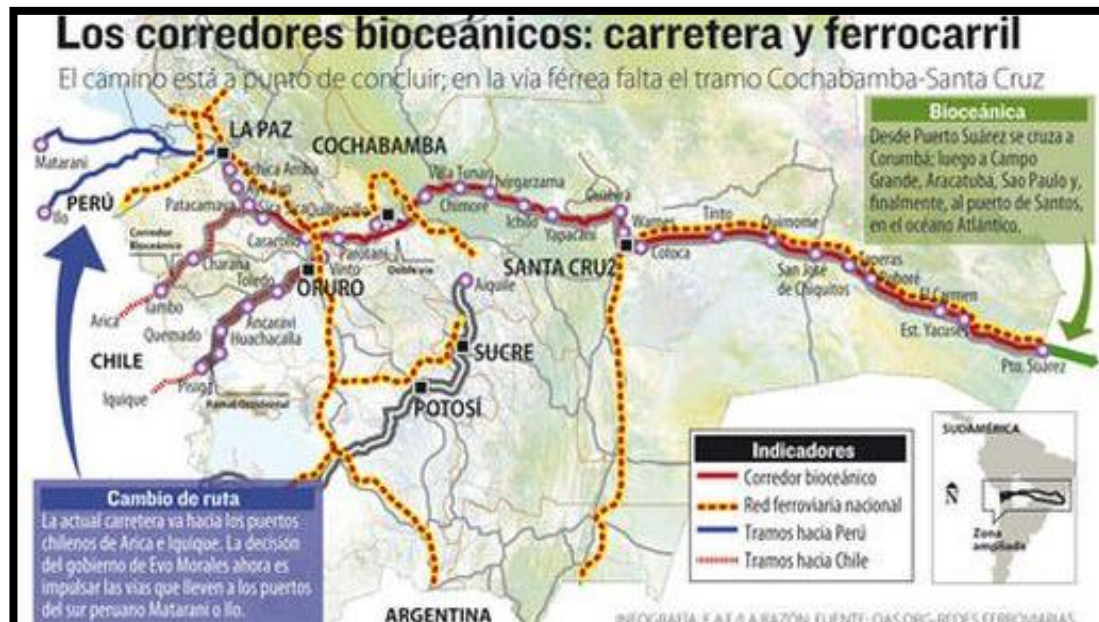 Los corredores bioceánicos: carretera y ferrocarril
El camino está a punto de concluir; en la vía férrea falta el tramo Cochabamba-Santa Cruz
Bioceánica
Desde Puerto Suárez se cruza a
Corumbá; luego a Campo
Grande, Aracatuba, Sao Paulo y,
finalmente, al puerto de Santos,
en el océano Atlántico.
LA PAZ
COCHABAMBA
Matarani
PERÚ
Ilo
Patacamaya
Corredor
Bioceánico
Charaña
Caracollo
Parotani
Vinto
Doble vía
Toledo
ORURO
Tambo
Quemado
Arica
Ancaravi
Huachacalla
CHILE
Pisiga
Iquique
Ramal Occidental
Villa Tunari
Chimoré
Ivirgarzama
Ichilo
Yapacaní
Warnes
SANTA CRUZ
Cotoca
Tinto
Quimome
San José
de Chiquitos
Roboré
El Carmen
Est. Yacuses
Pto. Suárez
Aiquile
SUCRE
POTOSÍ
ARGENTINA
Cambio de ruta
La actual carretera va hacia los puertos
chilenos de Arica e Iquique. La decisión
del gobierno de Evo Morales ahora es
impulsar las vías que lleven a los puertos
del sur peruano Matarani o Ilo.
Indicadores
Corredor bioceánico
Red ferroviaria nacional
Tramos hacia Perú
Tramos hacia Chile
SUDAMÉRICA
N
Zona
ampliada